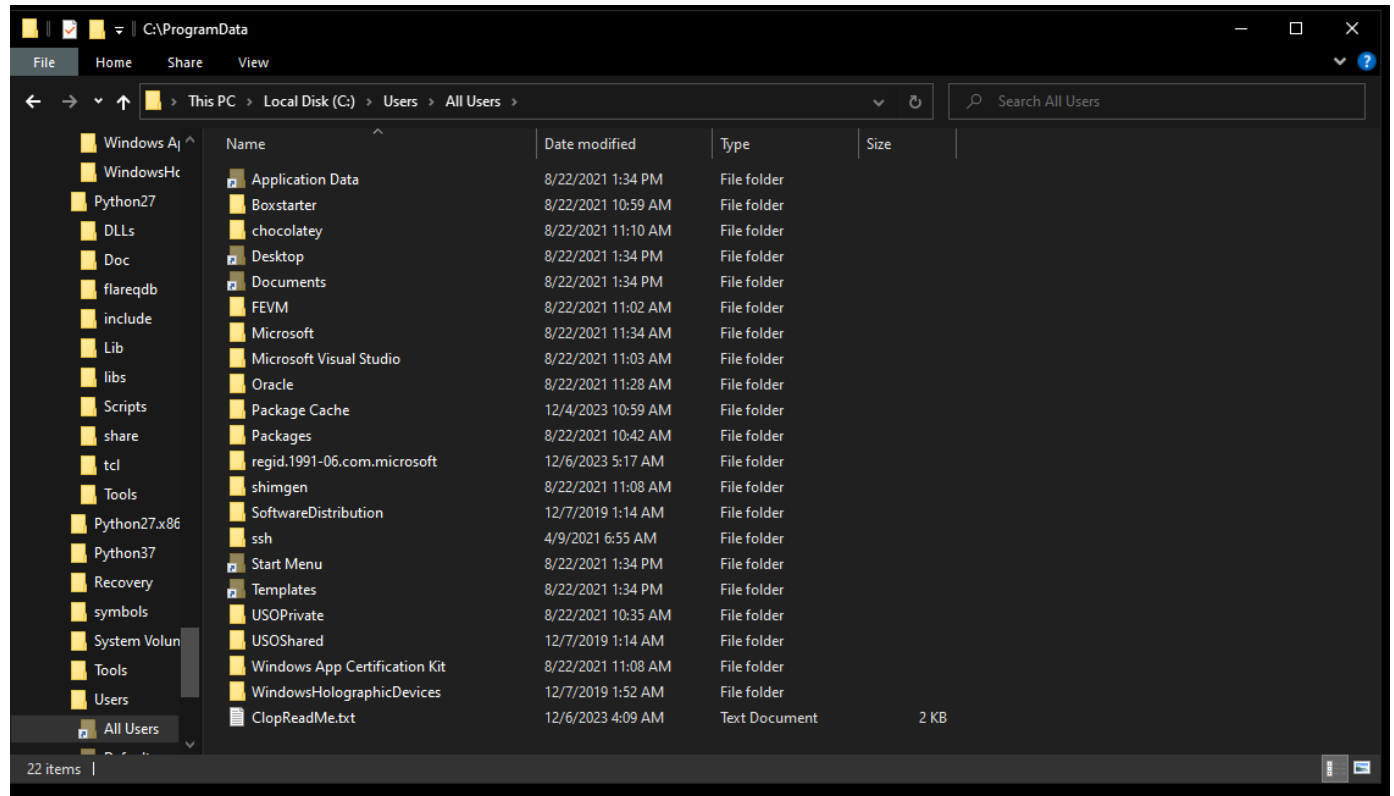 C:\ProgramData
File Home Share View
This PC > Local Disk (C:) > Users > All Users >
Search All Users
Windows A
WindowsHo
Python27
DLLs
Doc
flareqdb
include
Lib
libs
Scripts
share
tcl
Tools
Python27.x86
Python37
Recovery
symbols
System Volun
Tools
Users
All Users
Name Date modified Type Size
Application Data 8/22/2021 1:34 PM File folder
Boxstarter 8/22/2021 10:59 AM File folder
chocolatey 8/22/2021 11:10 AM File folder
Desktop 8/22/2021 1:34 PM File folder
Documents 8/22/2021 1:34 PM File folder
FEVM 8/22/2021 11:02 AM File folder
Microsoft 8/22/2021 11:34 AM File folder
Microsoft Visual Studio 8/22/2021 11:03 AM File folder
Oracle 8/22/2021 11:28 AM File folder
Package Cache 12/4/2023 10:59 AM File folder
Packages 8/22/2021 10:42 AM File folder
regid.1991-06.com.microsoft 12/6/2023 5:17 AM File folder
shimgen 8/22/2021 11:08 AM File folder
SoftwareDistribution 12/7/2019 1:14 AM File folder
ssh 4/9/2021 6:55 AM File folder
Start Menu 8/22/2021 1:34 PM File folder
Templates 8/22/2021 1:34 PM File folder
USOPrivate 8/22/2021 10:35 AM File folder
USOShared 12/7/2019 1:14 AM File folder
Windows App Certification Kit 8/22/2021 11:08 AM File folder
WindowsHolographicDevices 12/7/2019 1:52 AM File folder
ClopReadMe.txt 12/6/2023 4:09 AM Text Document 2 KB
22 items